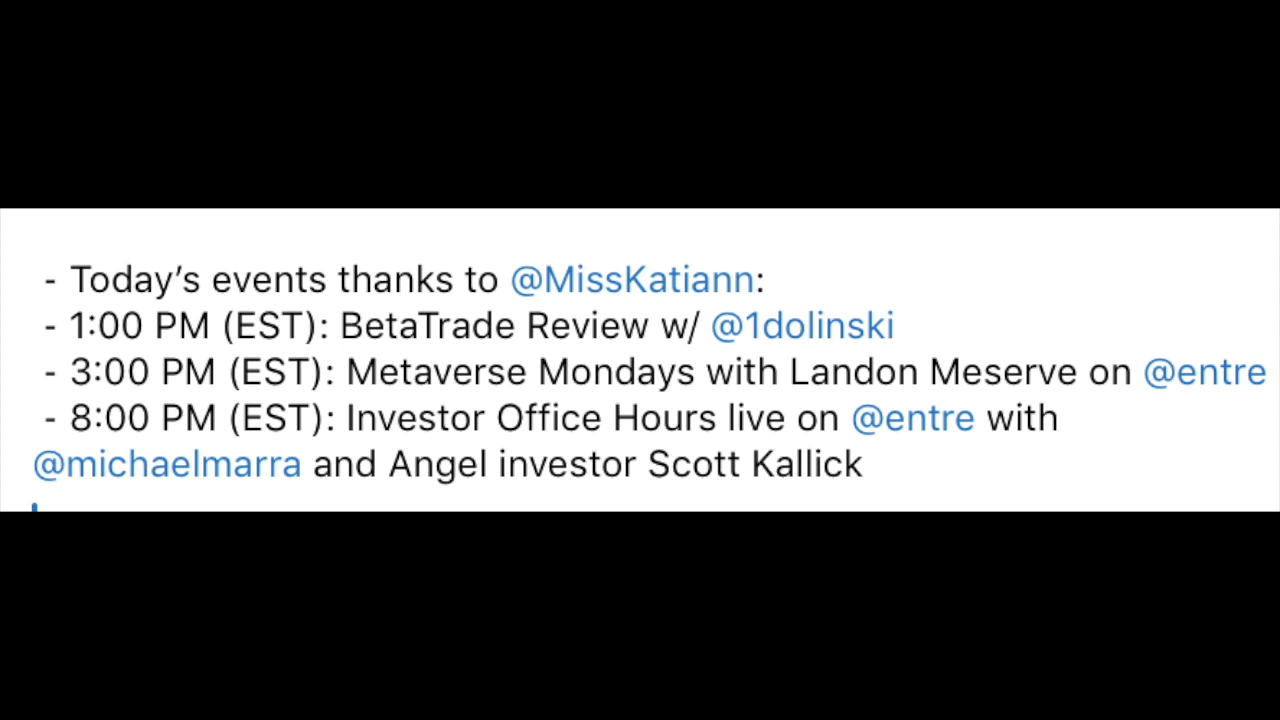 - Today’s events thanks to @MissKatiann:
- 1:00 PM (EST): BetaTrade Review w/ @1dolinski
- 3:00 PM (EST): Metaverse Mondays with Landon Meserve on @entre
- 8:00 PM (EST): Investor Office Hours live on @entre with
@michaelmarra and Angel investor Scott Kallick